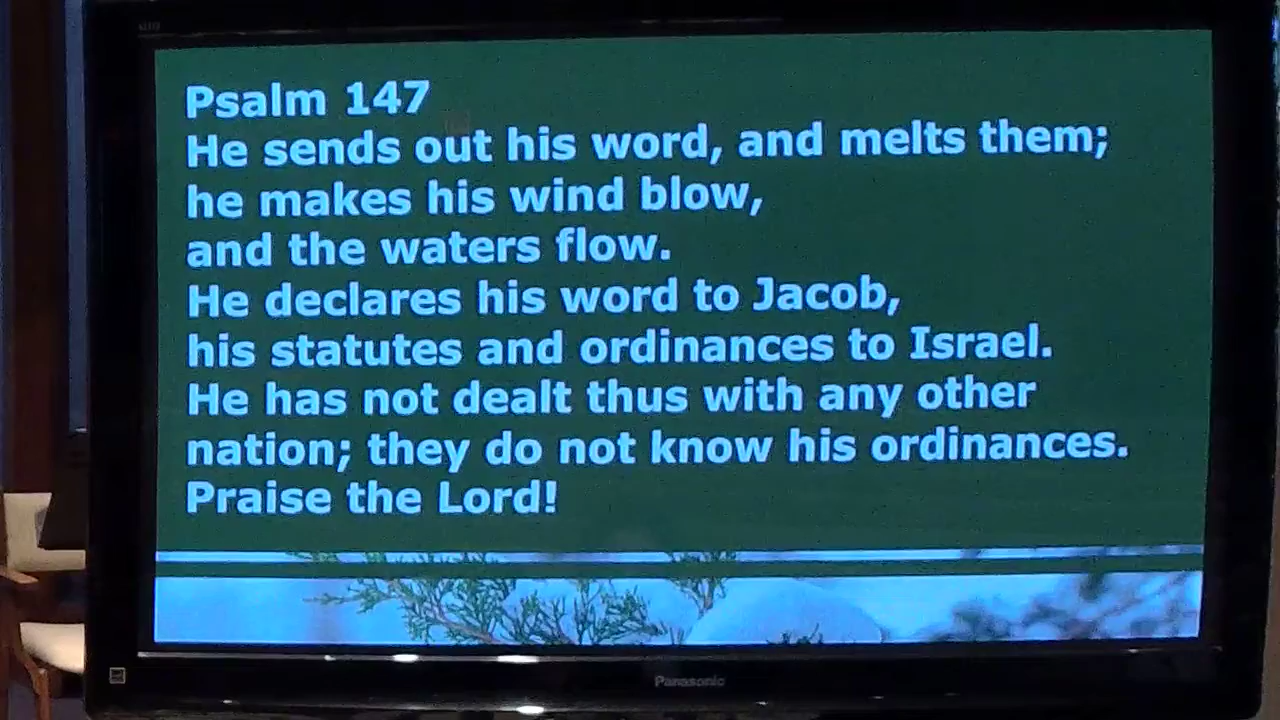 Psalm 147
He sends out his word, and melts them;
he makes his wind blow,
and the waters flow.
He declares his word to Jacob,
his statutes and ordinances to Israel.
He has not dealt thus with any other
nation; they do not know his ordinances.
Praise the Lord!
Panasonic